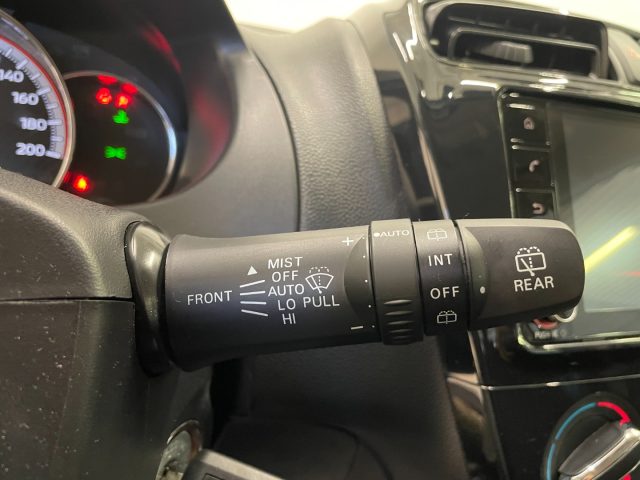 140
160
180
200
MIST
OFF
AUTO
FRONT
LO PULL
HI
+
−
AUTO
INT
OFF
REAR